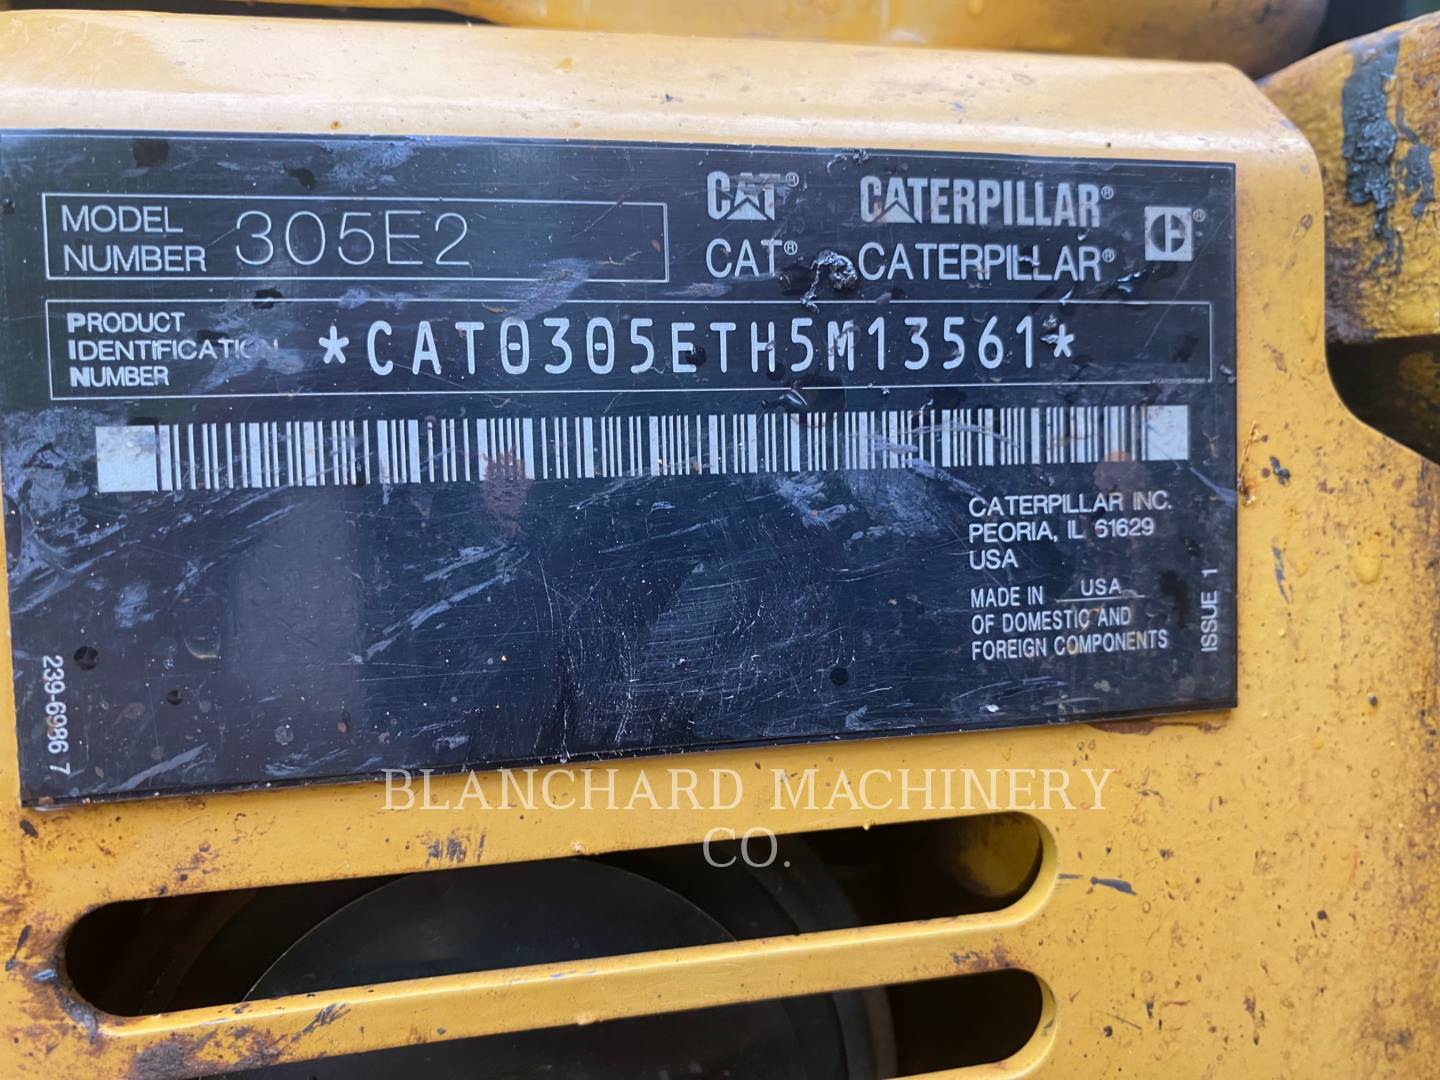 MODEL NUMBER 305E2
CAT® CATERPILLAR®
CAT® CATERPILLAR®
PRODUCT
IDENTIFICATION
NUMBER
*CAT0305ETH5M13561*
CATERPILLAR INC.
PEORIA, IL 61629
USA
MADE IN USA
OF DOMESTIC AND
FOREIGN COMPONENTS
ISSUE 1
239-6986 7
BLANCHARD MACHINERY
CO.